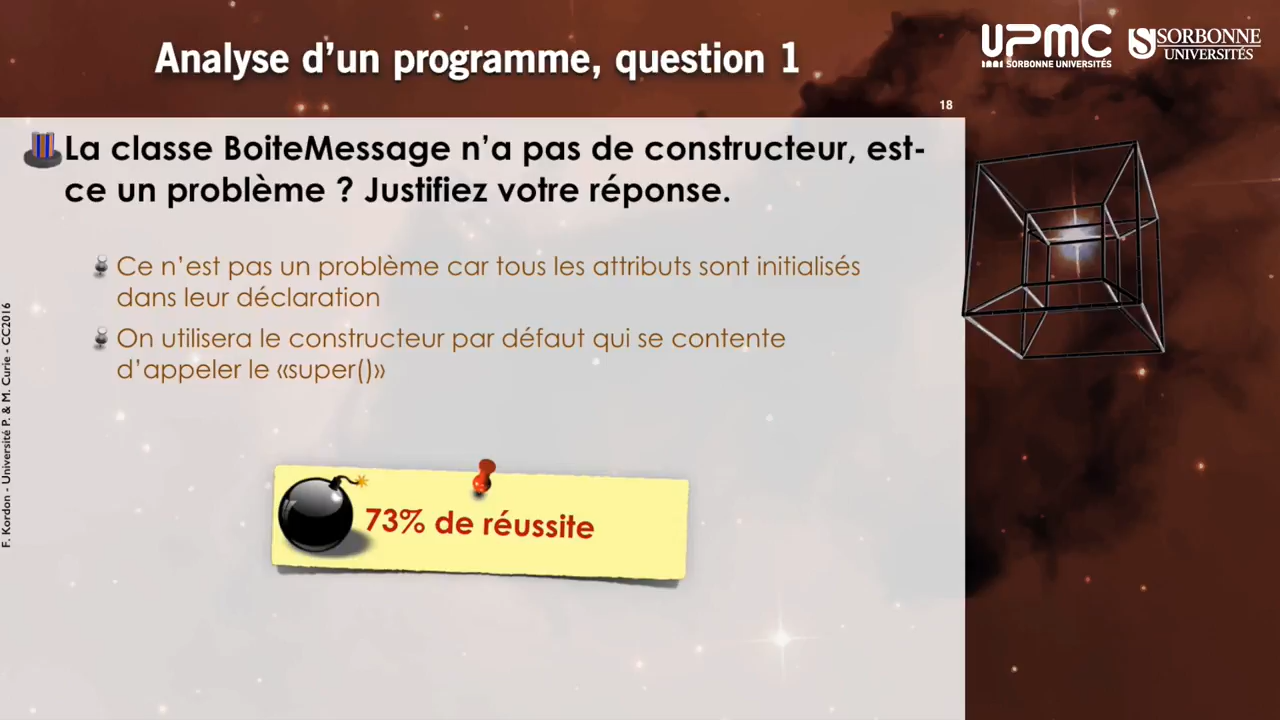 Analyse d’un programme, question 1
UPMC
SORBONNE UNIVERSITÉS
SORBONNE
UNIVERSITÉS
18
La classe BoiteMessage n’a pas de constructeur, est-
ce un problème ? Justifiez votre réponse.
Ce n’est pas un problème car tous les attributs sont initialisés
dans leur déclaration
On utilisera le constructeur par défaut qui se contente
d’appeler le «super()»
73% de réussite
F. Kordon - Université P. & M. Curie - CC2016